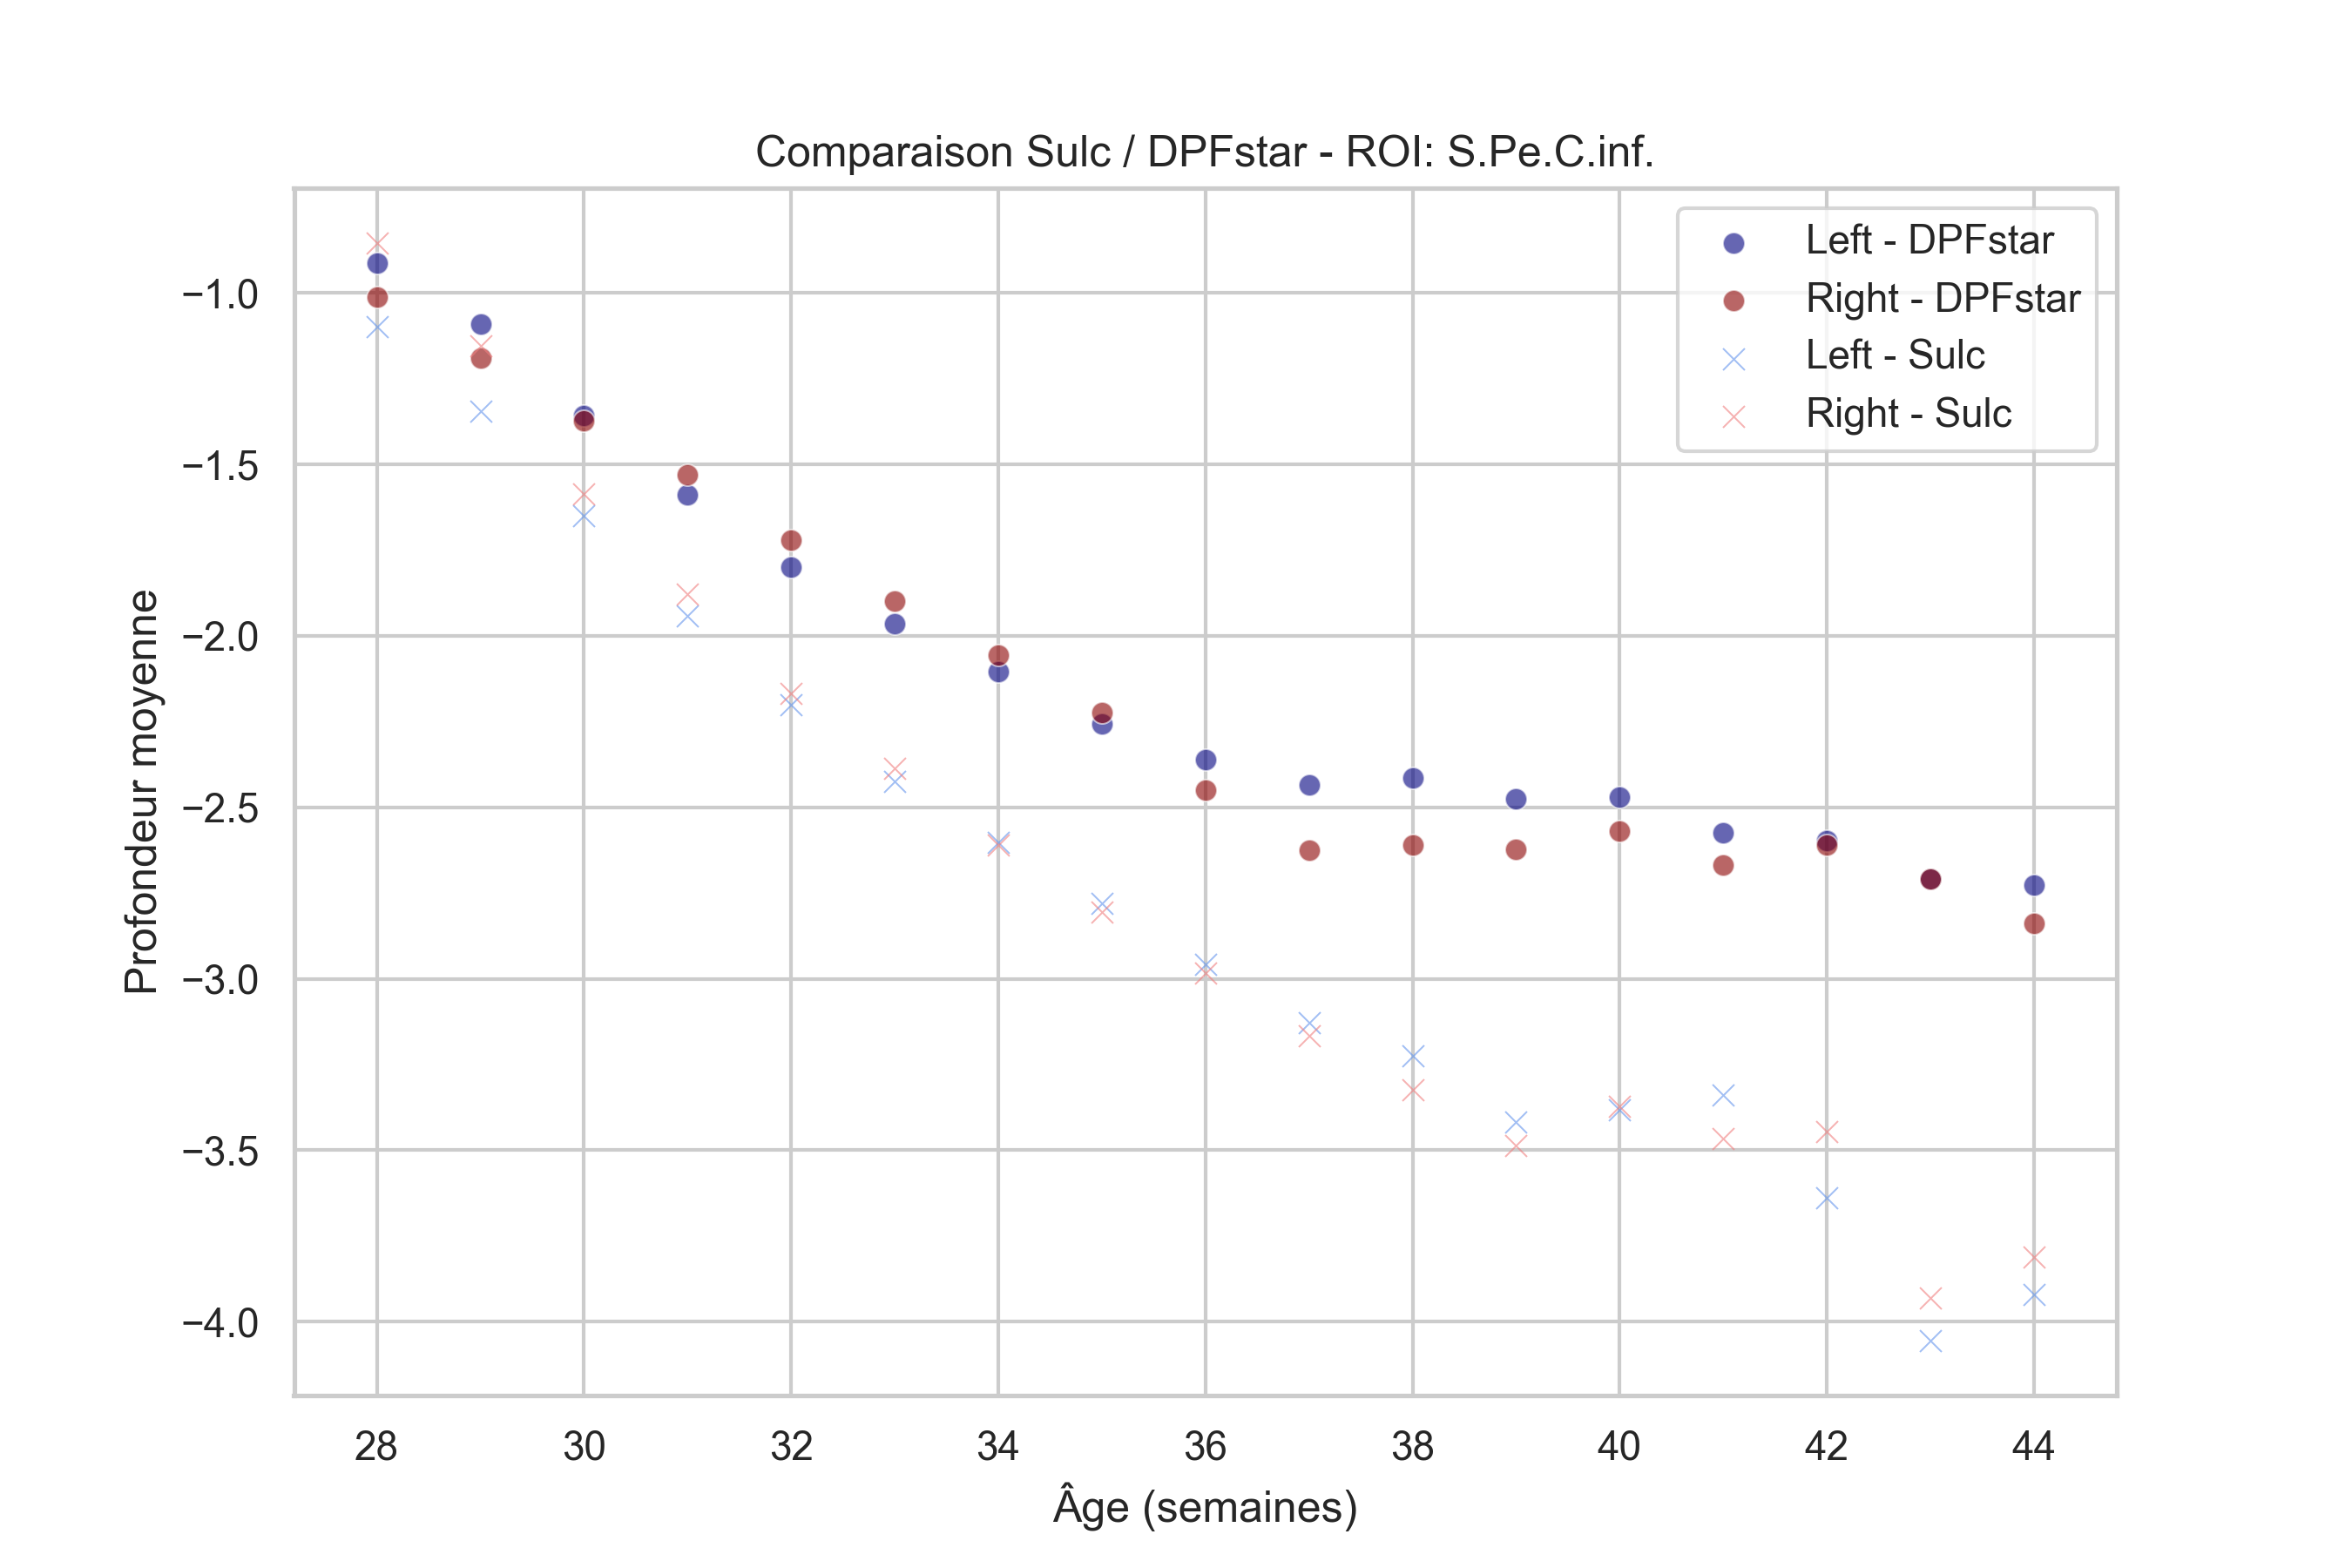 Comparaison Sulc / DPFstar - ROI: S.Pe.C.inf.
Left - DPFstar
Right - DPFstar
Left - Sulc
Right - Sulc
Profondeur moyenne
−1.0
−1.5
−2.0
−2.5
−3.0
−3.5
−4.0
28 30 32 34 36 38 40 42 44
Âge (semaines)